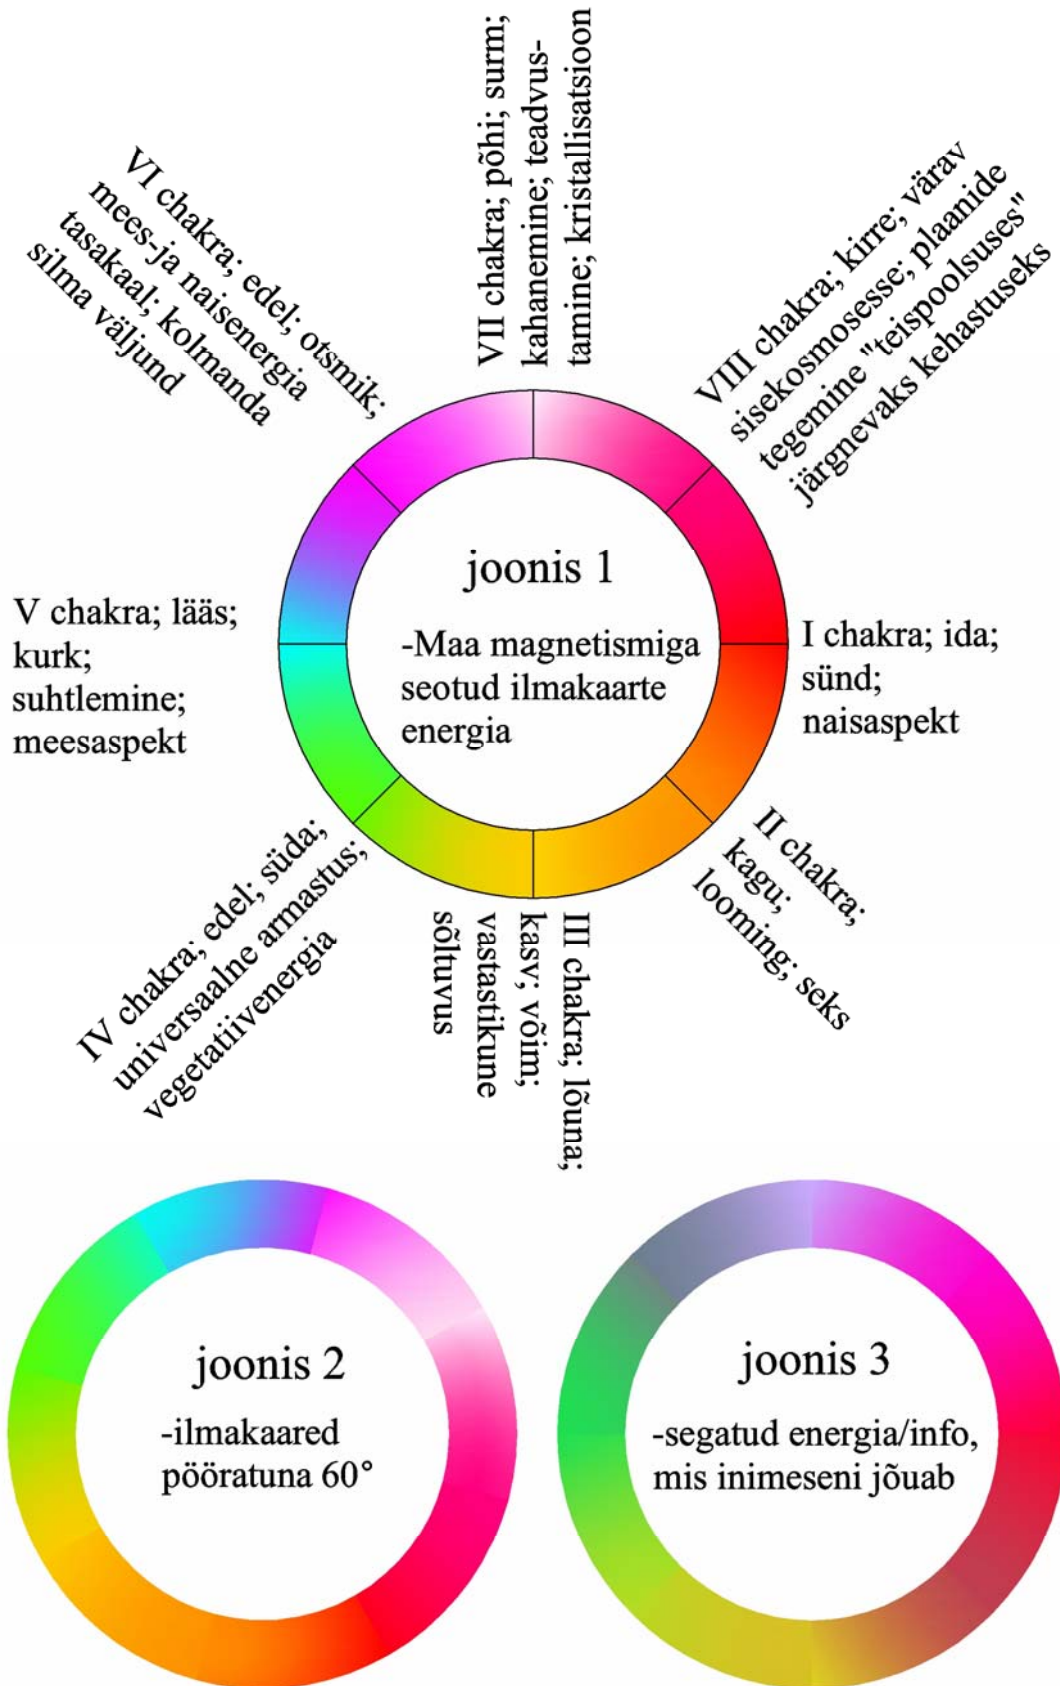 VII chakra; põhi; surm;
kahanemine; teadvus-
tamine; kristallisatsioon
VI chakra; edel; otsmik;
mees-ja naisenergia
tasakaal; kolmanda
silma väljund
VIII chakra; kirre; värav
sisekosmosesse; plaanide
tegemine "teispoolsuses"
järgnevaks kehastuseks
joonis 1
-Maa magnetismiga
seotud ilmakaarte
energia
V chakra; lääs;
kurk;
suhtlemine;
meesaspekt
I chakra; ida;
sünd;
naisaspekt
IV chakra; edel; süda;
universaalne armastus;
vegetatiivenergia
III chakra; lõuna;
kasv; võim;
vastastikune
sõltuvus
II chakra;
kagu;
looming; seks
joonis 2
-ilmakaared
pööratuna 60°
joonis 3
-segatud energia/info,
mis inimeseni jõuab